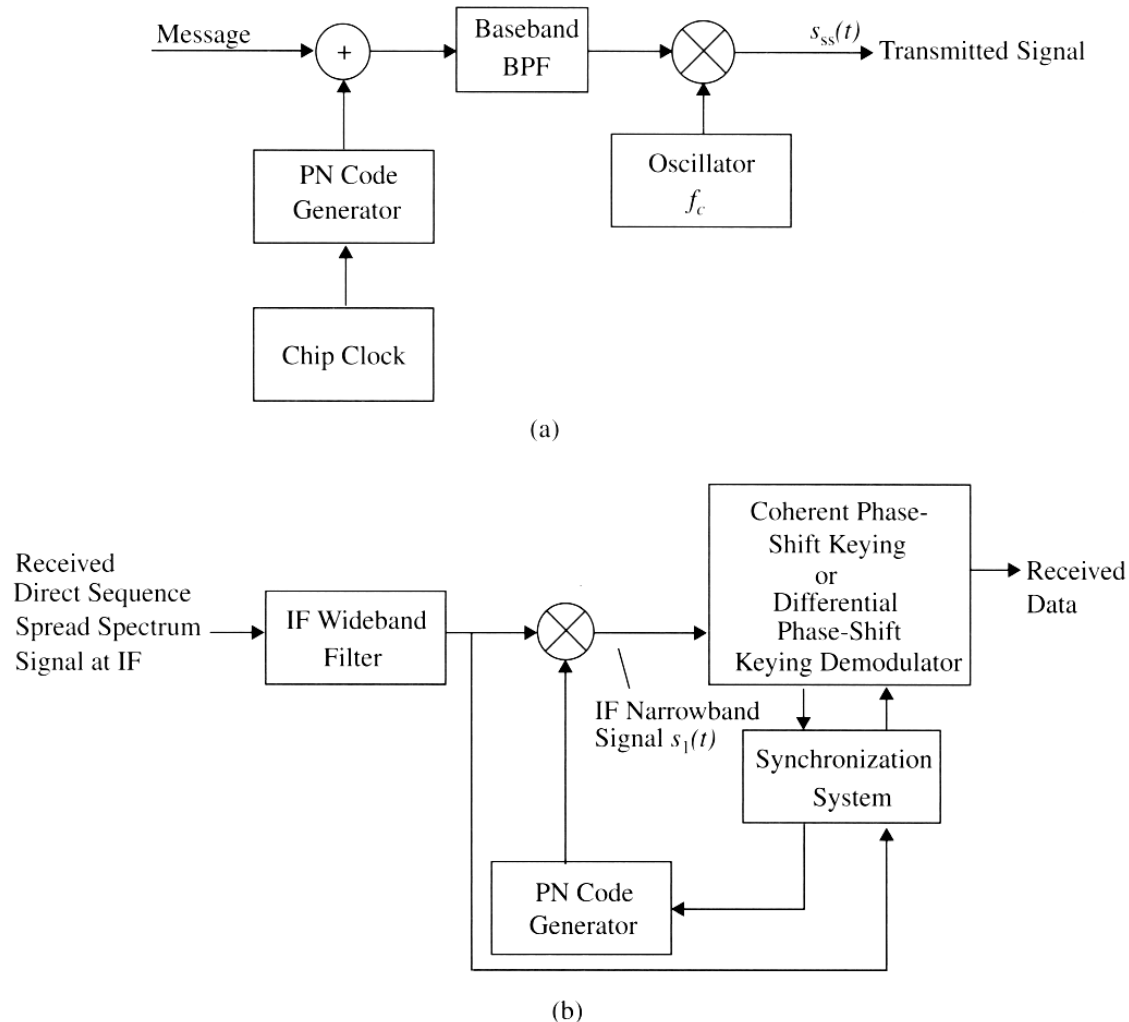 Message
+
Baseband
BPF
s_ss(t)
Transmitted Signal
PN Code
Generator
Oscillator
f_c
Chip Clock
(a)
Received
Direct Sequence
Spread Spectrum
Signal at IF
IF Wideband
Filter
IF Narrowband
Signal s_1(t)
Coherent Phase-
Shift Keying
or
Differential
Phase-Shift
Keying Demodulator
Received
Data
Synchronization
System
PN Code
Generator
(b)